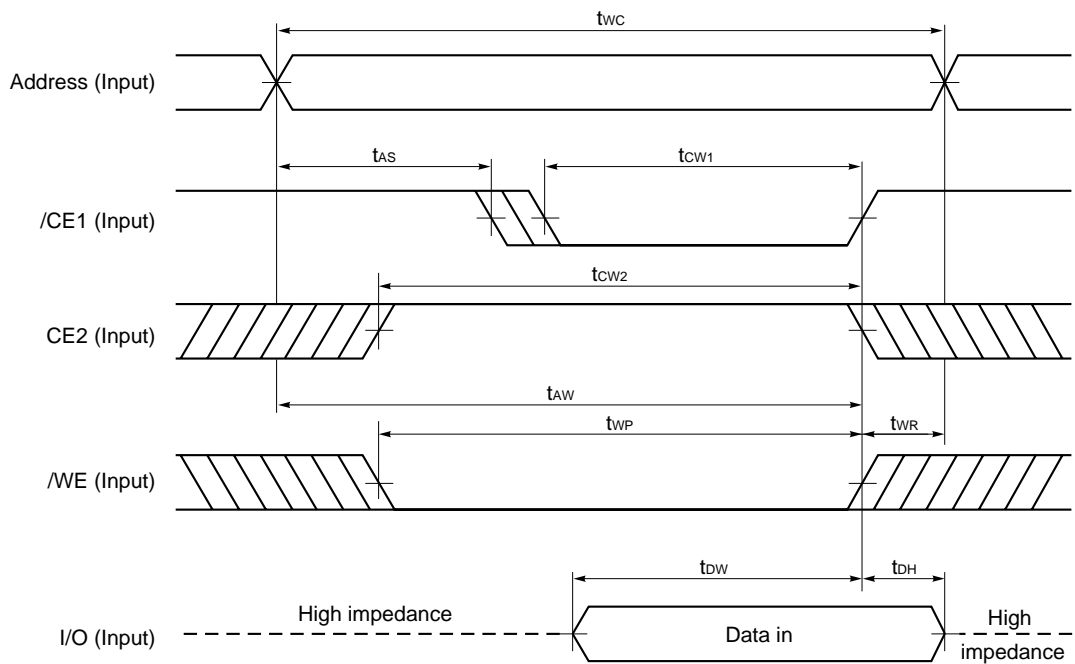 tWC
Address (Input)
tAS
tCW1
/CE1 (Input)
tCW2
CE2 (Input)
tAW
tWP
tWR
/WE (Input)
tDW
tDH
High impedance
I/O (Input)
Data in
High
impedance